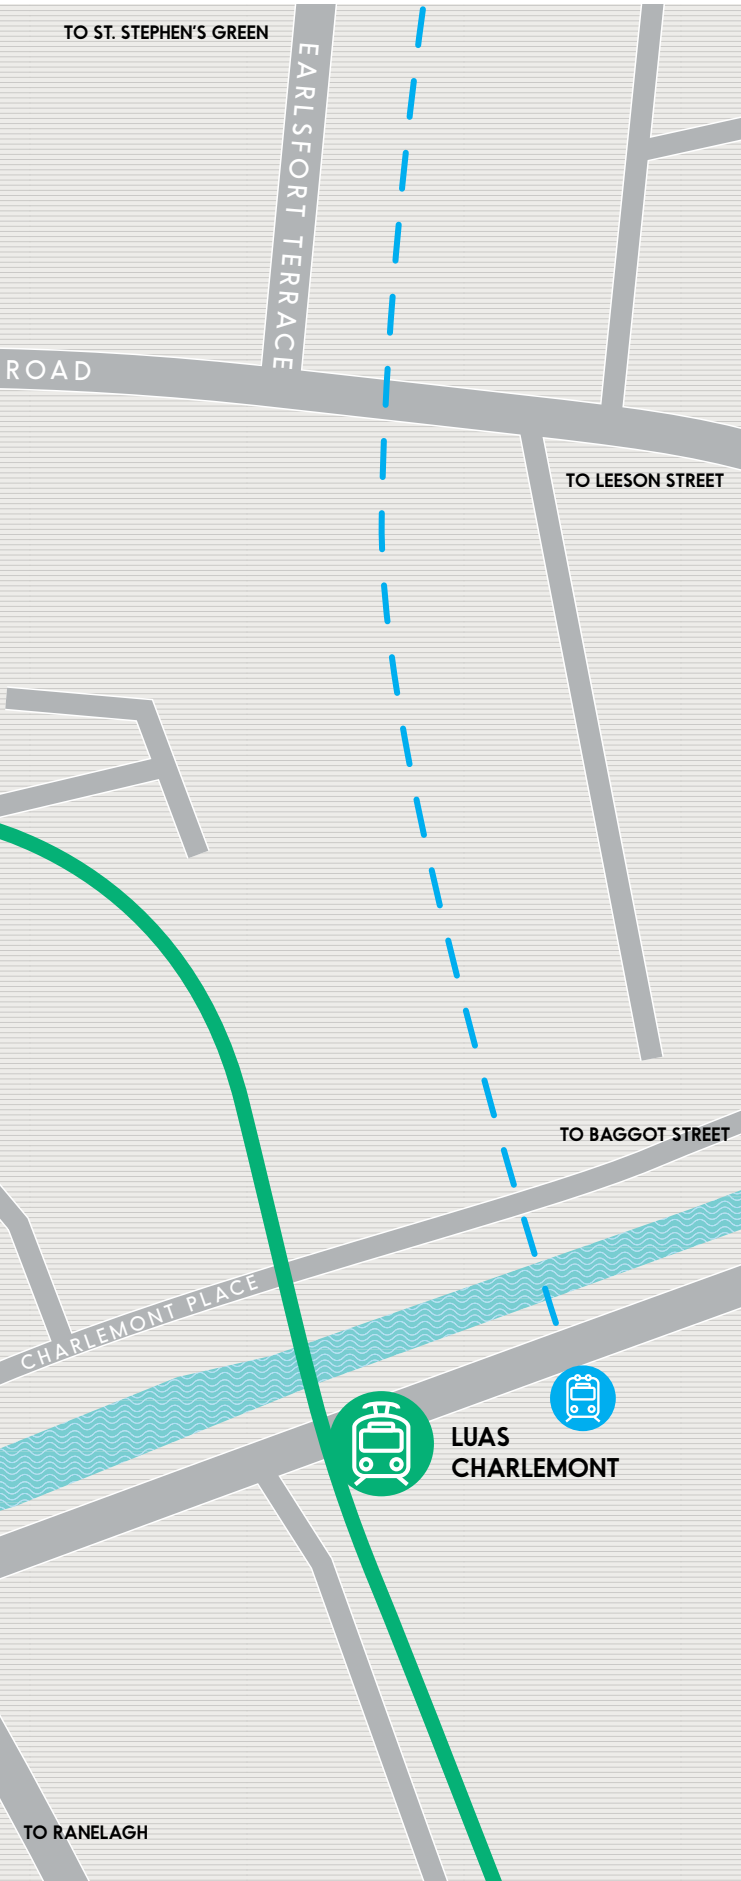 TO ST. STEPHEN'S GREEN
EARLSFORT TERRACE
ROAD
TO LEESON STREET
TO BAGGOT STREET
CHARLEMONT PLACE
LUAS
CHARLEMONT
TO RANELAGH